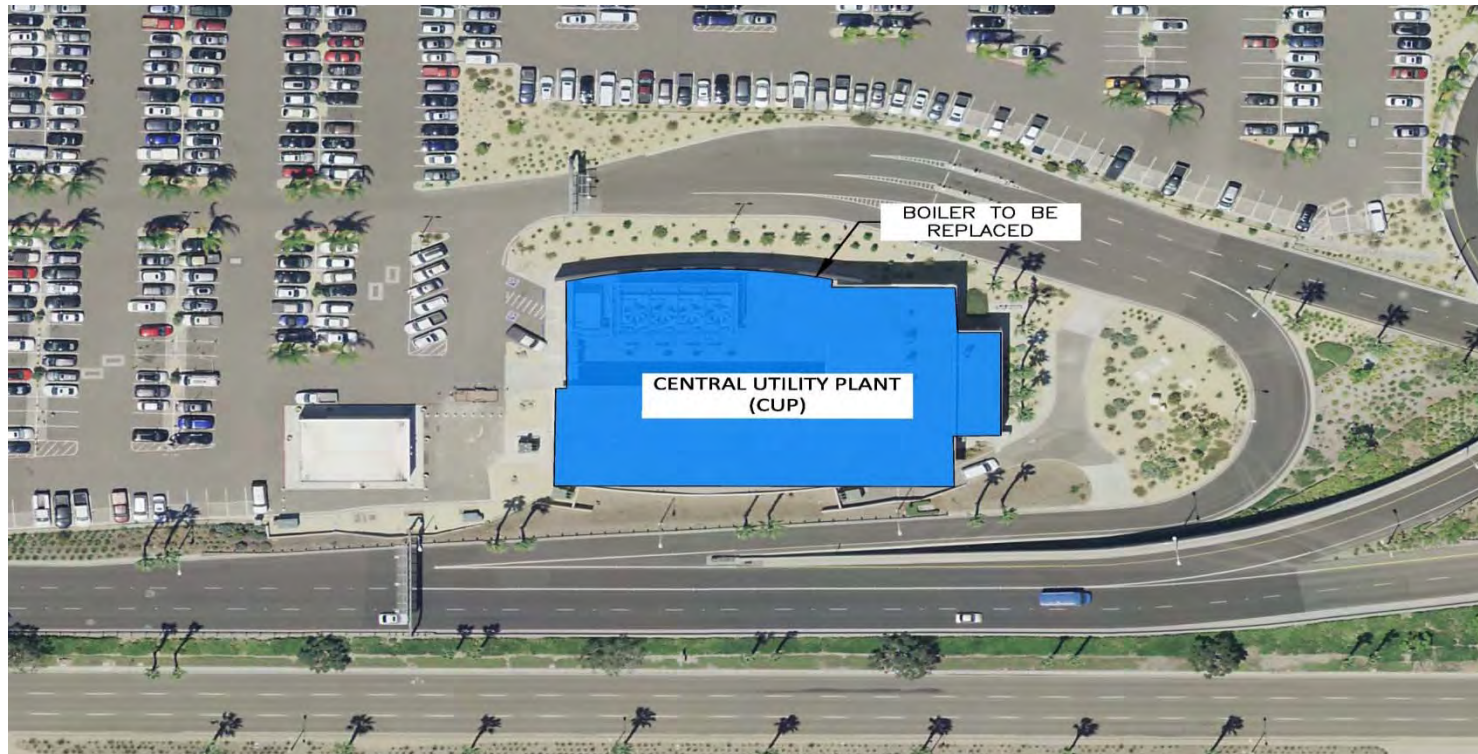 BOILER TO BE
REPLACED
CENTRAL UTILITY PLANT
(CUP)